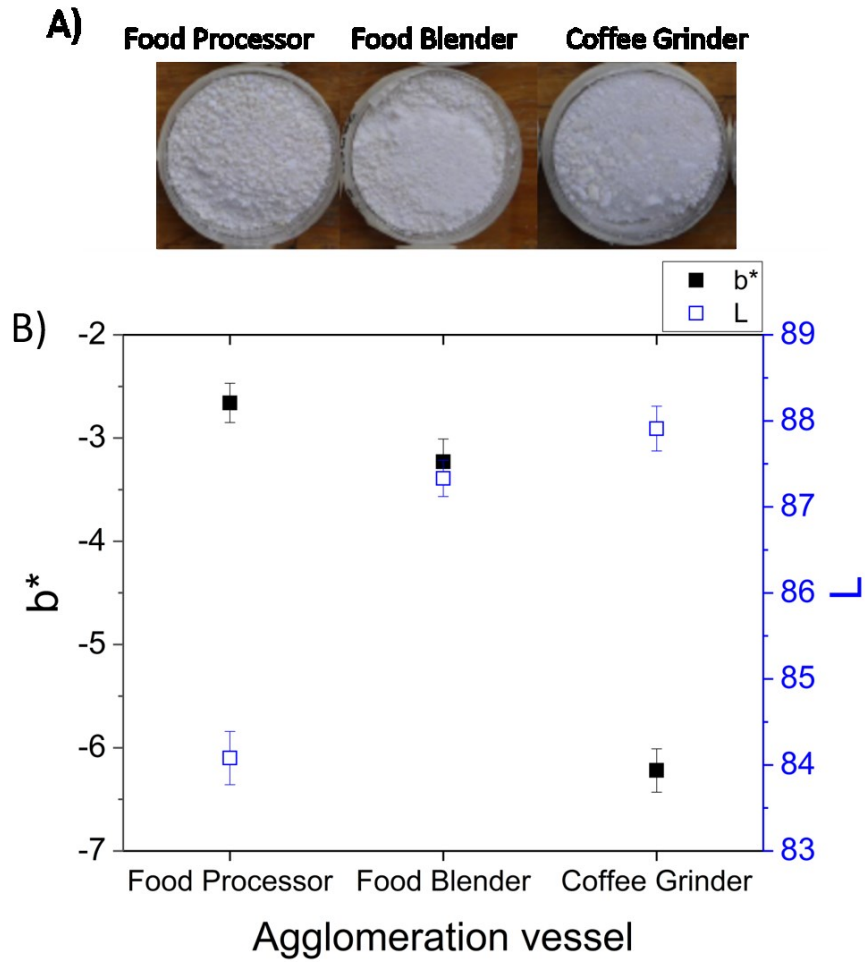 A)
Food Processor Food Blender Coffee Grinder
b*
L
B)
-2
-3
-4
-5
-6
-7
b*
89
88
87
86
85
84
83
L
Food Processor Food Blender Coffee Grinder
Agglomeration vessel